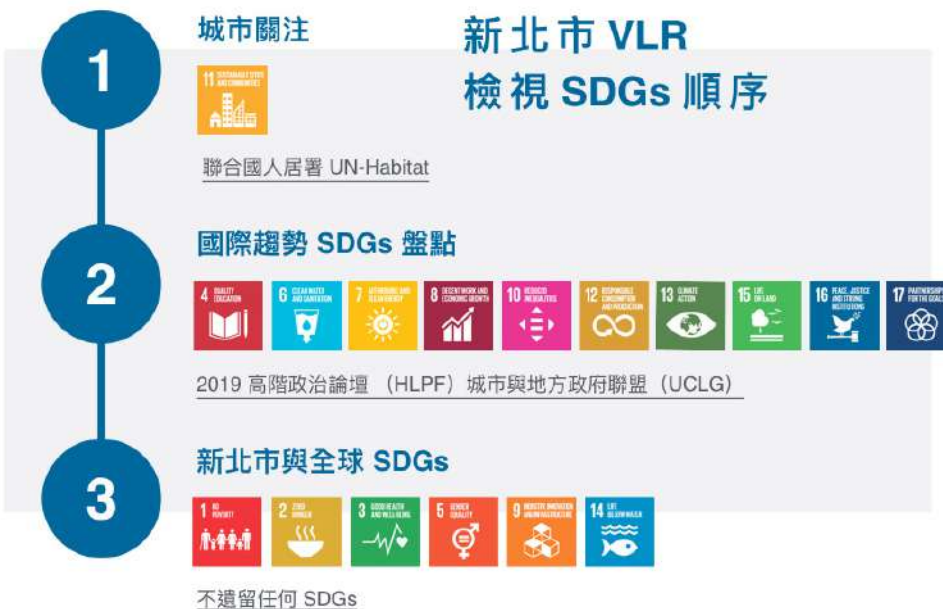 新北市 VLR
檢視 SDGs 順序
1
城市關注
11 SUSTAINABLE CITIES
AND COMMUNITIES
聯合國人居署 UN-Habitat
2
國際趨勢 SDGs 盤點
4 QUALITY
EDUCATION
6 CLEAN WATER
AND SANITATION
7 AFFORDABLE AND
CLEAN ENERGY
8 DECENT WORK AND
ECONOMIC GROWTH
10 REDUCED
INEQUALITIES
12 RESPONSIBLE
CONSUMPTION
AND PRODUCTION
13 CLIMATE
ACTION
15 LIFE
ON LAND
16 PEACE, JUSTICE
AND STRONG
INSTITUTIONS
17 PARTNERSHIPS
FOR THE GOALS
2019 高階政治論壇 （HLPF）城市與地方政府聯盟（UCLG）
3
新北市與全球 SDGs
1 NO
POVERTY
2 ZERO
HUNGER
3 GOOD HEALTH
AND WELL-BEING
5 GENDER
EQUALITY
9 INDUSTRY, INNOVATION
AND INFRASTRUCTURE
14 LIFE
BELOW WATER
不遺留任何 SDGs